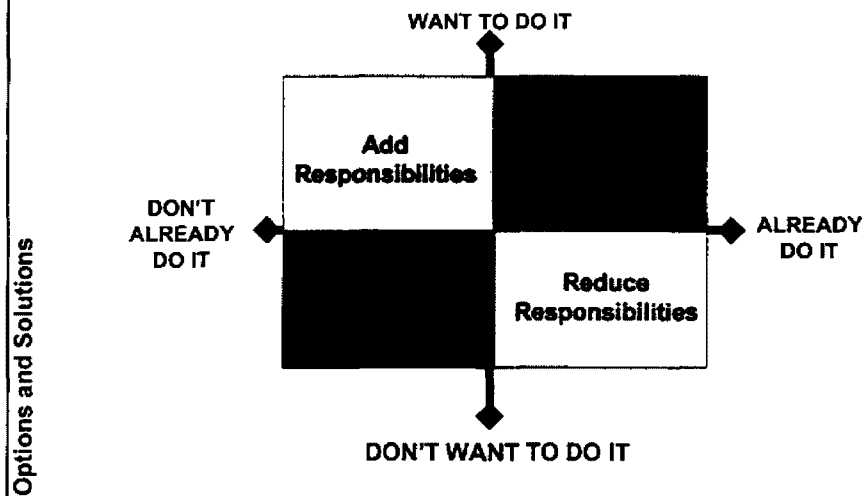 WANT TO DO IT
Add
Responsibilities
DON'T
ALREADY
DO IT
ALREADY
DO IT
Reduce
Responsibilities
DON'T WANT TO DO IT
Options and Solutions